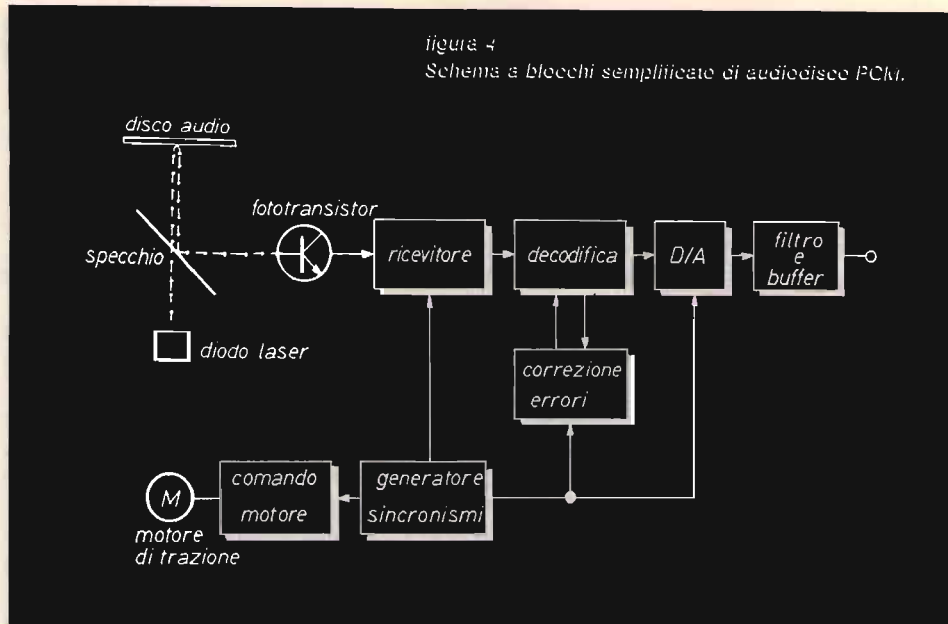 figura 4
Schema a blocchi semplificato di audiodisco PCM.
disco audio
fototransistor
specchio
ricevitore
decodifica
D/A
filtro
e
buffer
diodo laser
correzione
errori
comando
motore
generatore
sincronismi
M
motore
di trazione